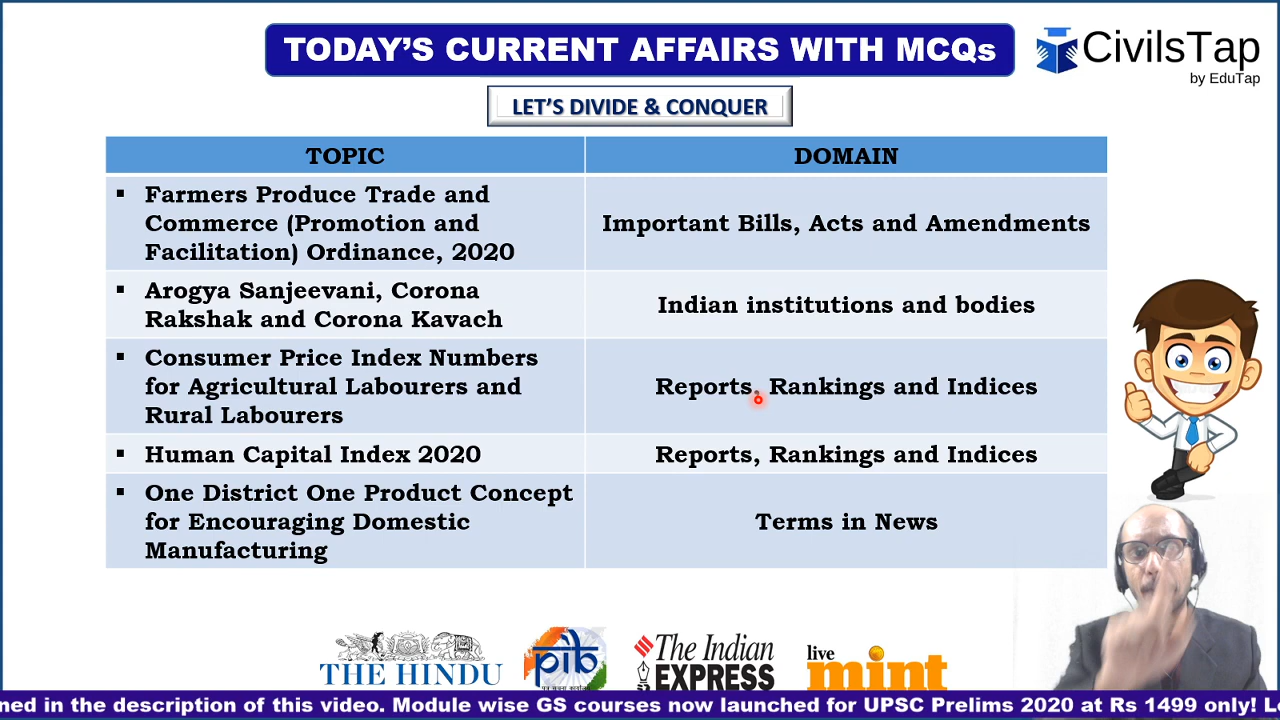 TODAY'S CURRENT AFFAIRS WITH MCQs
CivilsTap
by EduTap
LET'S DIVIDE & CONQUER
TOPIC
DOMAIN
▪ Farmers Produce Trade and
Commerce (Promotion and
Facilitation) Ordinance, 2020
Important Bills, Acts and Amendments
▪ Arogya Sanjeevani, Corona
Rakshak and Corona Kavach
Indian institutions and bodies
▪ Consumer Price Index Numbers
for Agricultural Labourers and
Rural Labourers
Reports, Rankings and Indices
▪ Human Capital Index 2020
Reports, Rankings and Indices
▪ One District One Product Concept
for Encouraging Domestic
Manufacturing
Terms in News
THE HINDU
pib
पत्र सूचना कार्यालय
The Indian
EXPRESS
live
mint
ned in the description of this video. Module wise GS courses now launched for UPSC Prelims 2020 at Rs 1499 only!